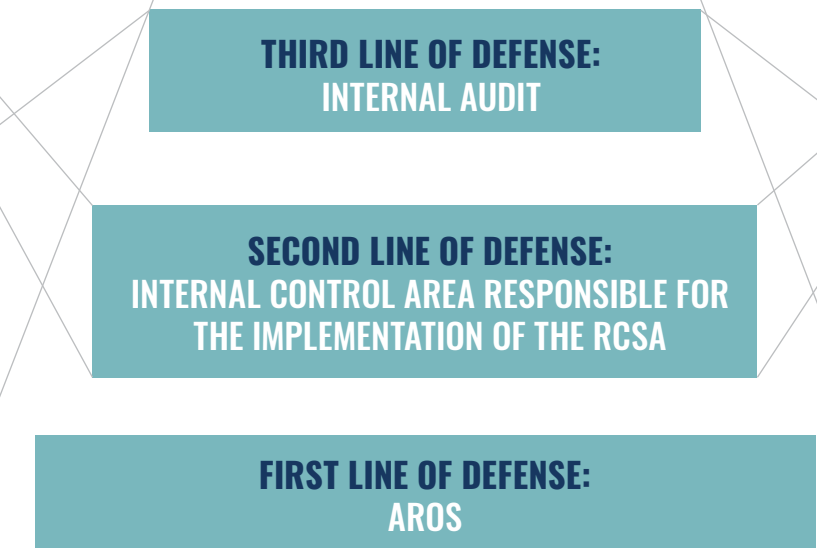 THIRD LINE OF DEFENSE:
INTERNAL AUDIT
SECOND LINE OF DEFENSE:
INTERNAL CONTROL AREA RESPONSIBLE FOR
THE IMPLEMENTATION OF THE RCSA
FIRST LINE OF DEFENSE:
AROS